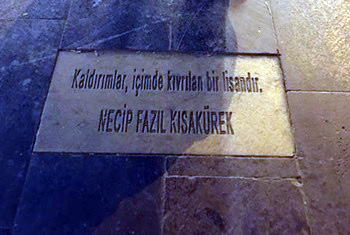 Kaldırımlar, içimde kıvrılan bir lisandır.
NECİP FAZIL KISAKÜREK